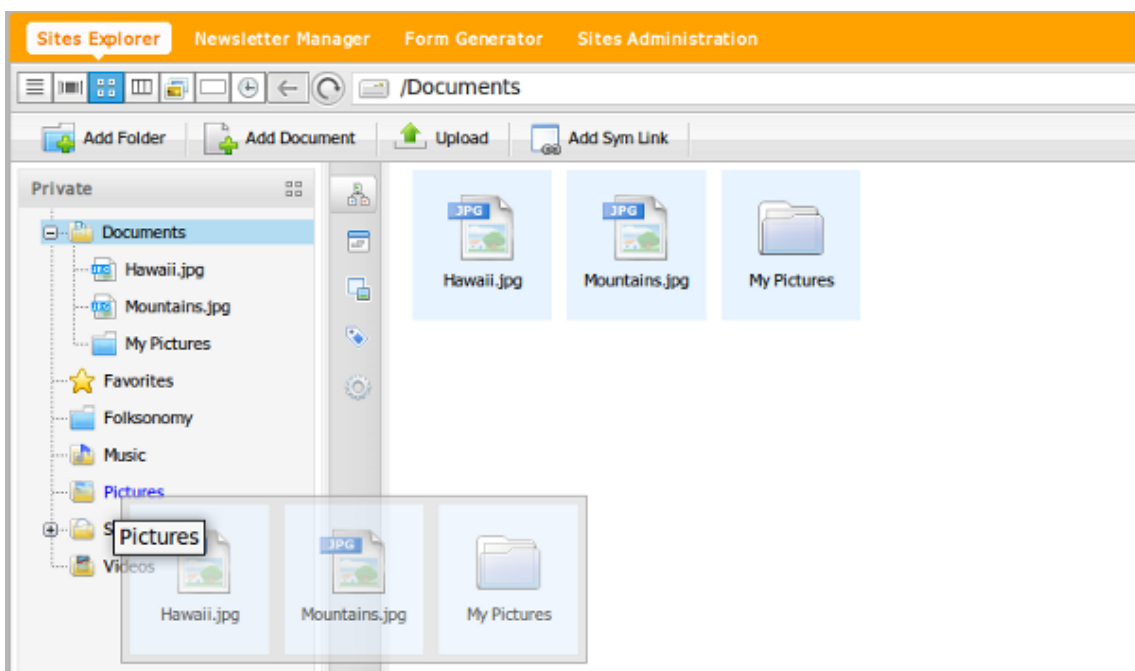 Sites Explorer Newsletter Manager Form Generator Sites Administration
/Documents
Add Folder Add Document Upload Add Sym Link
Private
Documents
Hawaii.jpg
Mountains.jpg
My Pictures
Favorites
Folksonomy
Music
Pictures
S
Videos
JPG JPG
Hawaii.jpg Mountains.jpg My Pictures
Pictures
JPG
Hawaii.jpg Mountains.jpg My Pictures